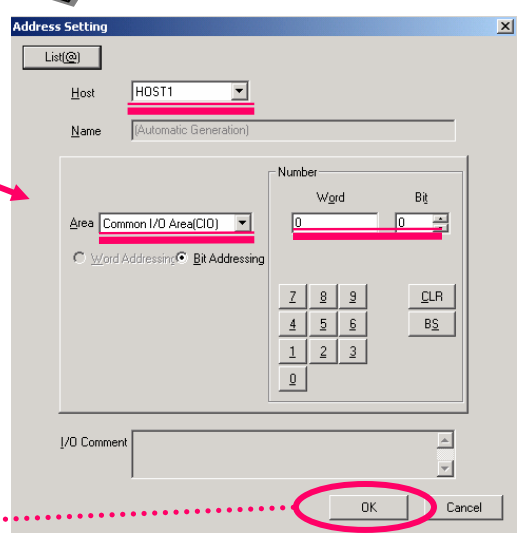 Address Setting
List(@)
Host HOST1
Name (Automatic Generation)
Number
Word Bit
Area Common I/O Area(CIO) 0 0
Word Addressing Bit Addressing
7 8 9 CLR
4 5 6 BS
1 2 3
0
I/O Comment
OK Cancel